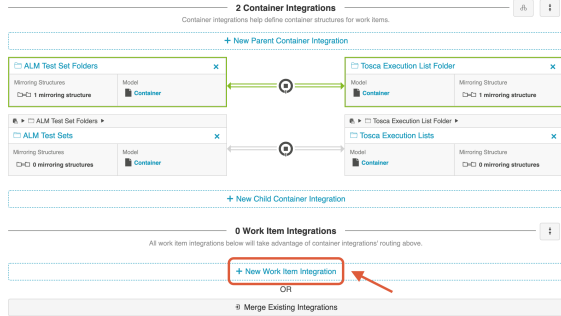 2 Container Integrations
Container integrations help define container structures for work items.
+ New Parent Container Integration
ALM Test Set Folders ×
Tosca Execution List Folder ×
Mirroring Structures
Model
1 mirroring structure
Container
Model
Mirroring Structure
Container
1 mirroring structure
ALM Test Set Folders
Tosca Execution List Folder
ALM Test Sets ×
Tosca Execution Lists ×
Mirroring Structures
Model
0 mirroring structures
Container
Model
Mirroring Structure
Container
0 mirroring structures
+ New Child Container Integration
0 Work Item Integrations
All work item integrations below will take advantage of container integrations' routing above.
+ New Work Item Integration
OR
Merge Existing Integrations